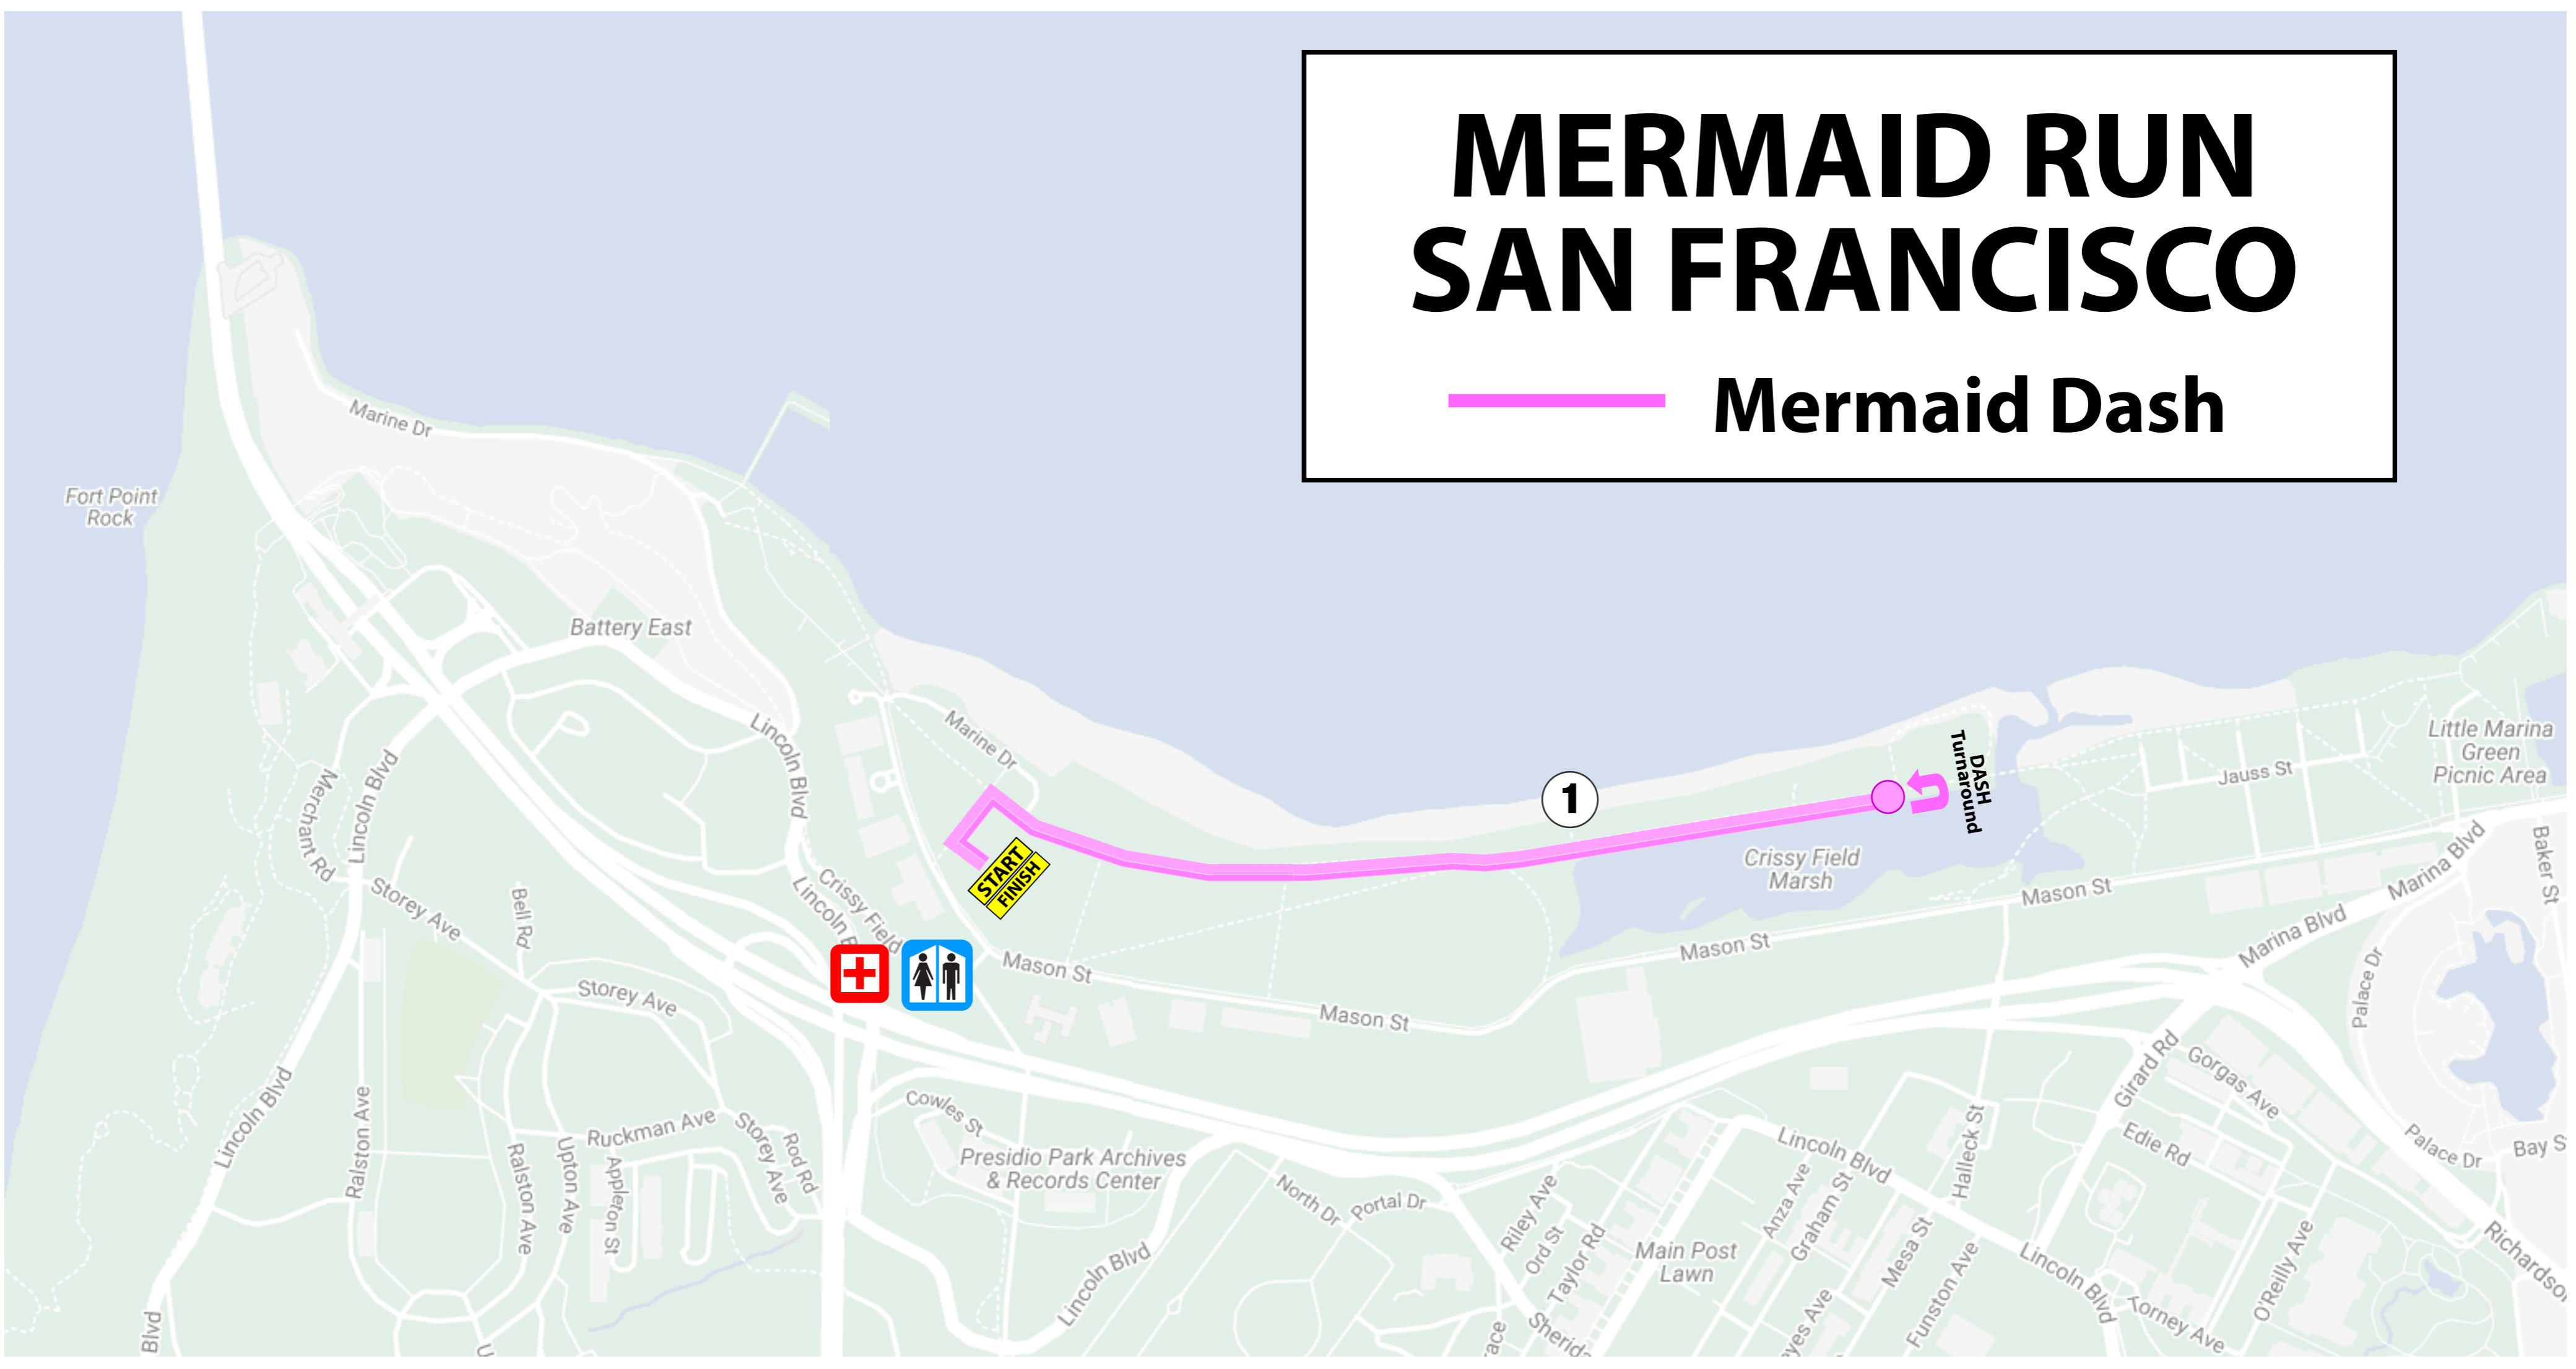 MERMAID RUN
SAN FRANCISCO
Mermaid Dash
Marine Dr
Fort Point
Rock
Battery East
Lincoln Blvd
Marine Dr
Merchant Rd
Lincoln Blvd
1
DASH
Turnaround
Little Marina
Green
Picnic Area
Jauss St
Baker St
START
FINISH
Crissy Field
Lincoln B
Storey Ave
Bell Rd
Crissy Field
Marsh
Mason St
Marina Blvd
Marina Blvd
Mason St
Mason St
Mason St
Storey Ave
Palace Dr
Lincoln Blvd
Ralston Ave
Ralston Ave
Upton Ave
Appleton St
Ruckman Ave
Storey Ave
Rod Rd
Cowles St
Presidio Park Archives
& Records Center
North Dr
Portal Dr
Lincoln Blvd
Riley Ave
Ord St
Taylor Rd
Main Post
Lawn
Anza Ave
Graham St
Mesa St
Funston Ave
Lincoln Blvd
Halleck St
Girard Rd
Gorgas Ave
Edie Rd
Palace Dr
Bay S
Richardso
O'Reilly Ave
Lincoln Blvd
Torney Ave
Blvd
U
race
Sherid
eyes Ave